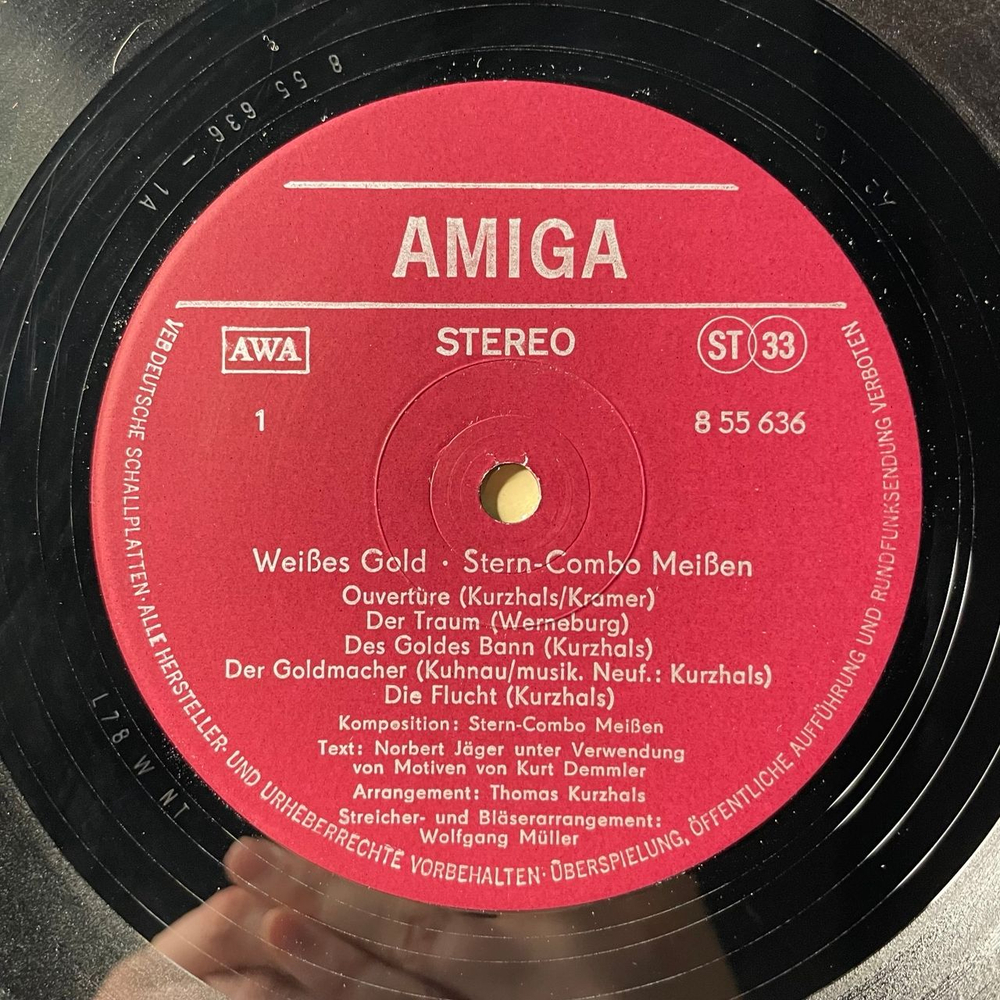 AMIGA
AWA
STEREO
ST 33
1
8 55 636
Weißes Gold · Stern-Combo Meißen
Ouvertüre (Kurzhals/Kramer)
Der Traum (Werneburg)
Des Goldes Bann (Kurzhals)
Der Goldmacher (Kuhnau/musik. Neuf.: Kurzhals)
Die Flucht (Kurzhals)
Komposition: Stern-Combo Meißen
Text: Norbert Jäger unter Verwendung
von Motiven von Kurt Demmler
Arrangement: Thomas Kurzhals
Streicher- und Bläserarrangement:
Wolfgang Müller
VEB DEUTSCHE SCHALLPLATTEN · ALLE HERSTELLER- UND URHEBERRECHTE VORBEHALTEN · ÜBERSPIELUNG, ÖFFENTLICHE AUFFÜHRUNG UND RUNDFUNKSENDUNG VERBOTEN
8 55 636 - 1A
A2
L78 W NT